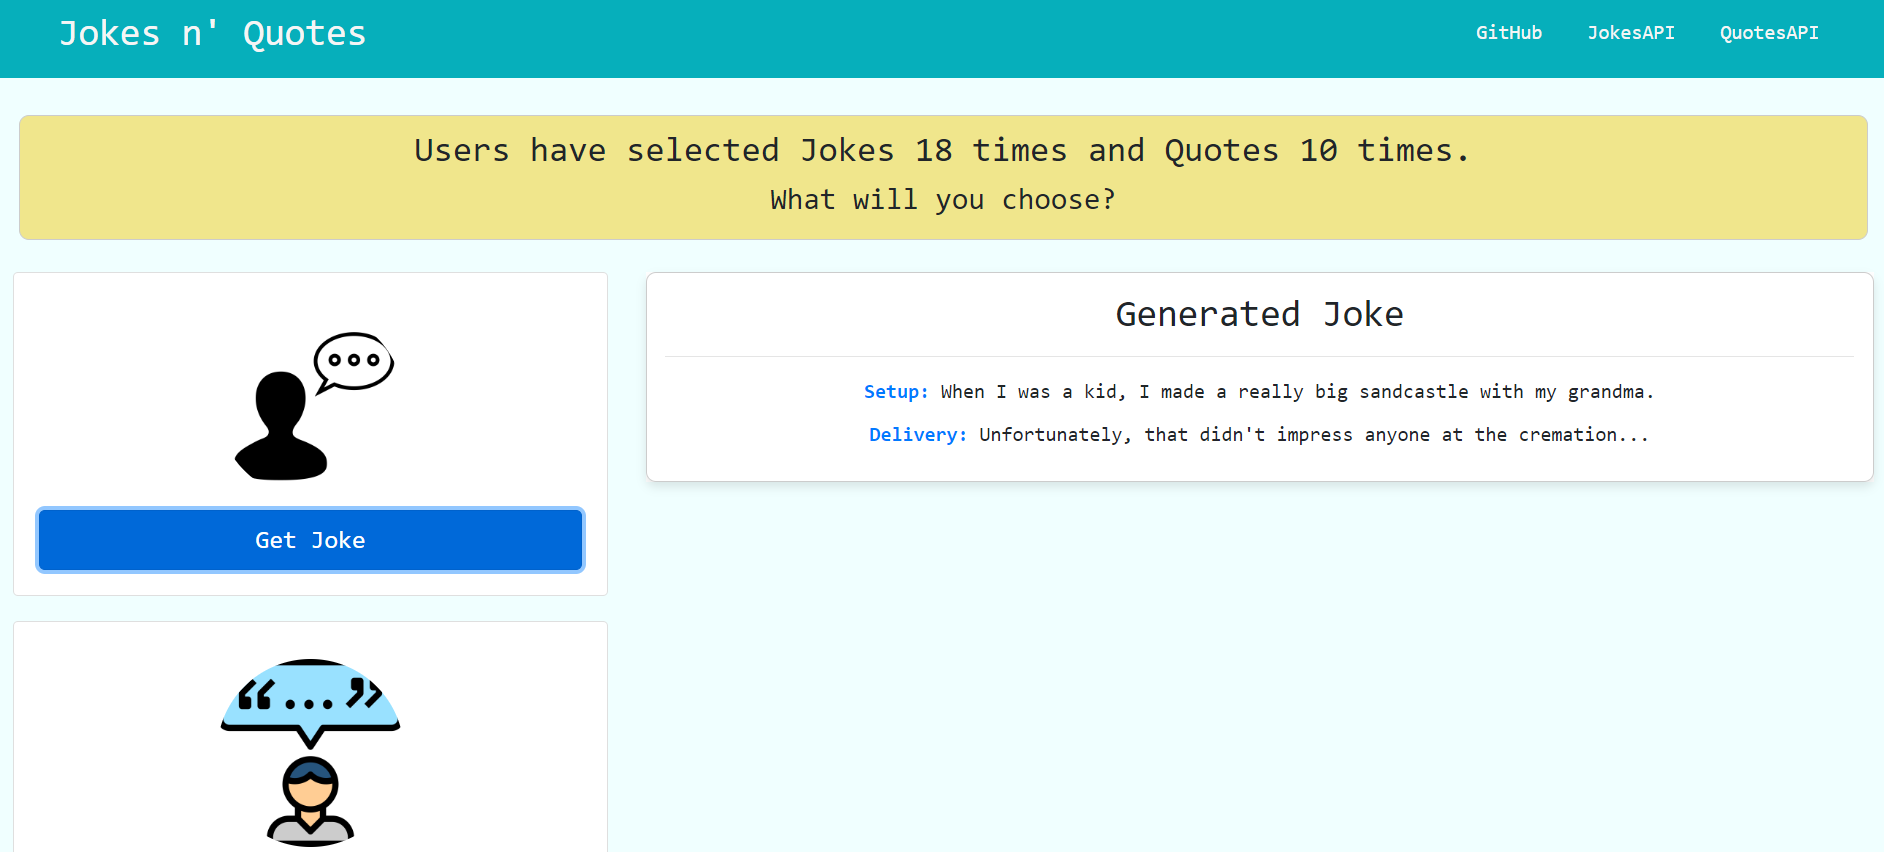 Jokes n' Quotes
GitHub JokesAPI QuotesAPI
Users have selected Jokes 18 times and Quotes 10 times.
What will you choose?
Get Joke
Generated Joke
Setup: When I was a kid, I made a really big sandcastle with my grandma.
Delivery: Unfortunately, that didn't impress anyone at the cremation...
“...”